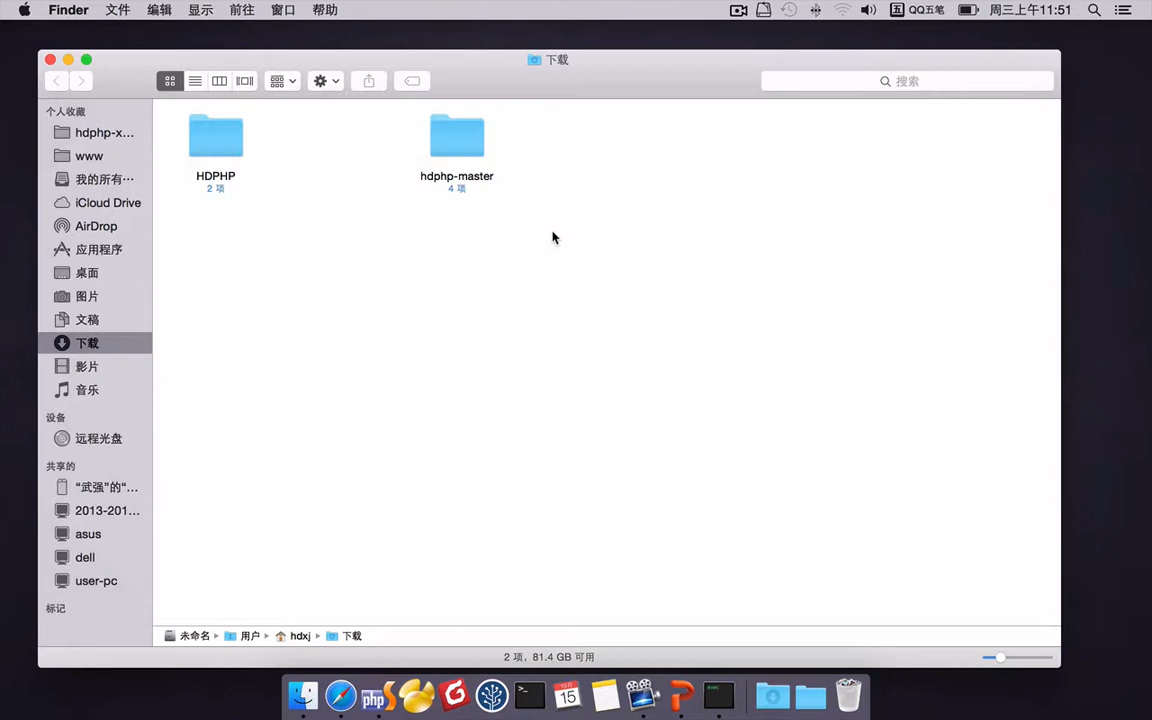 Finder 文件 编辑 显示 前往 窗口 帮助 五 QQ五笔 周三上午11:51
下载
搜索
个人收藏
hdphp-x...
www
我的所有···
iCloud Drive
AirDrop
应用程序
桌面
图片
文稿
下载
影片
音乐
设备
远程光盘
共享的
“武强”的“...
2013-201...
asus
dell
user-pc
标记
HDPHP
2 项
hdphp-master
4 项
未命名 ▸ 用户 ▸ hdxj ▸ 下载
2 项，81.4 GB 可用
php
>_
15